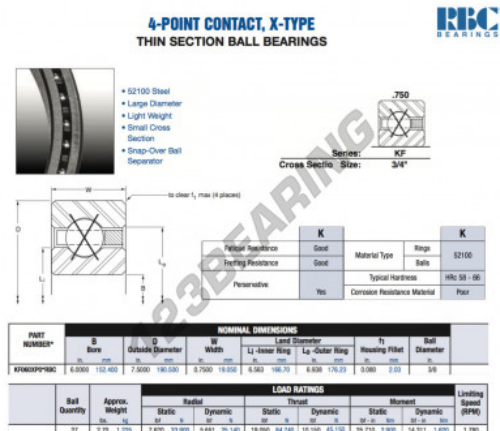 4-POINT CONTACT, X-TYPE
THIN SECTION BALL BEARINGS
RBC
BEARINGS
• 52100 Steel
• Large Diameter
• Light Weight
• Small Cross
Section
• Snap-Over Ball
Separator
.750
Series: KF
Cross Sectio Size: 3/4"
W
to clear f1 max (4 places)
D
B
123BEARING
K K
Fatigue Resistance Good Material Type Rings 52100
Fretting Resistance Good Balls
Persensitive Yes Typical Hardness HRc 58 - 66
Corrosion Resistance Material Poor
PART NUMBER* NOMINAL DIMENSIONS
B Bore D Outside Diameter W Width Land Diameter f1 Housing Fillet Ball Diameter
Li -Inner Ring Lo -Outer Ring
in. mm in. mm in. mm in. mm in. mm in. mm in.
KF060XP0*RBC 6.0000 152.400 7.5000 190.500 0.7500 19.050 6.563 166.70 6.938 176.23 0.080 2.03 3/8
Ball Quantity Approx. Weight LOAD RATINGS Limiting Speed (RPM)
Radial Thrust Moment
Static Dynamic Static Dynamic Static Dynamic